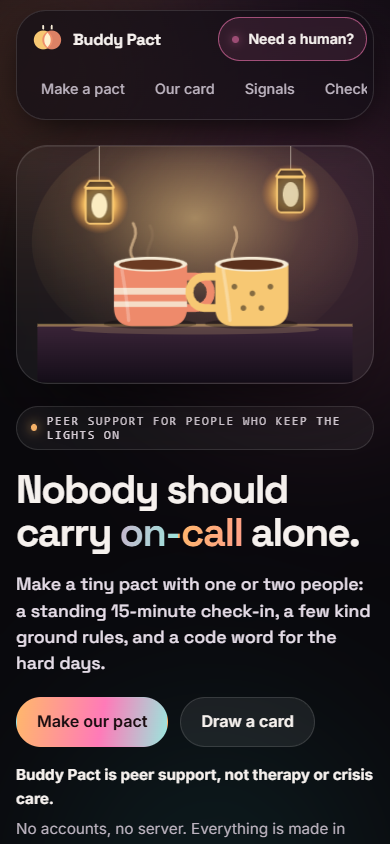 Buddy Pact
Need a human?
Make a pact
Our card
Signals
Check
PEER SUPPORT FOR PEOPLE WHO KEEP THE
LIGHTS ON
Nobody should
carry on-call alone.
Make a tiny pact with one or two people:
a standing 15-minute check-in, a few kind
ground rules, and a code word for the
hard days.
Make our pact
Draw a card
Buddy Pact is peer support, not therapy or crisis
care.
No accounts, no server. Everything is made in